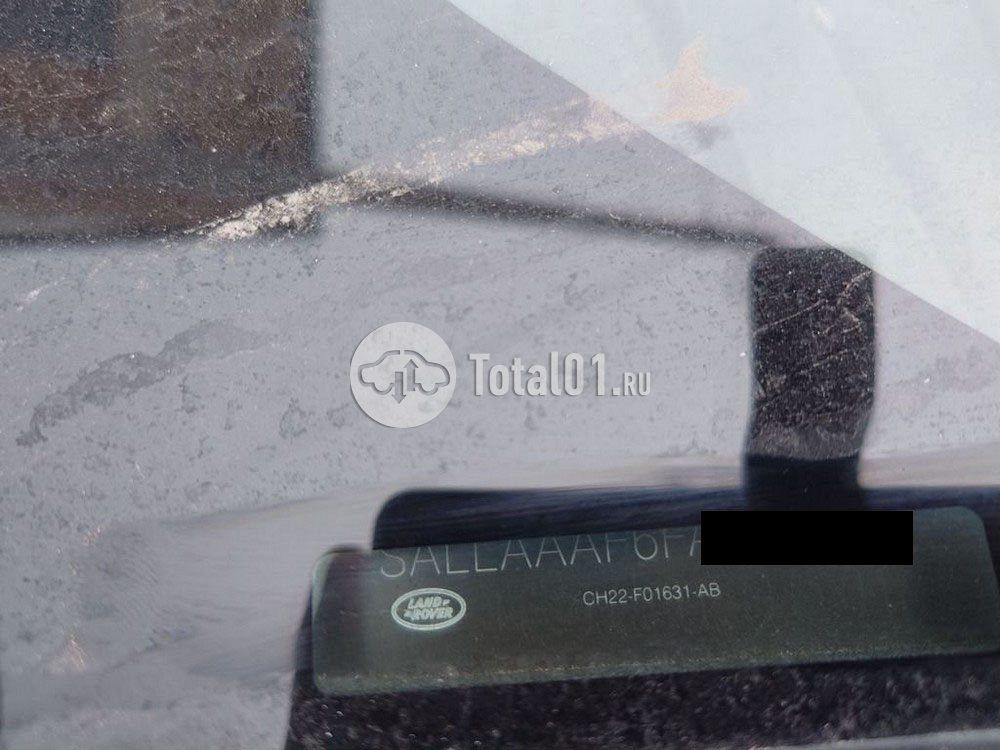 Total01.RU
SALLAAAF6FA
LAND
ROVER
CH22-F01631-AB